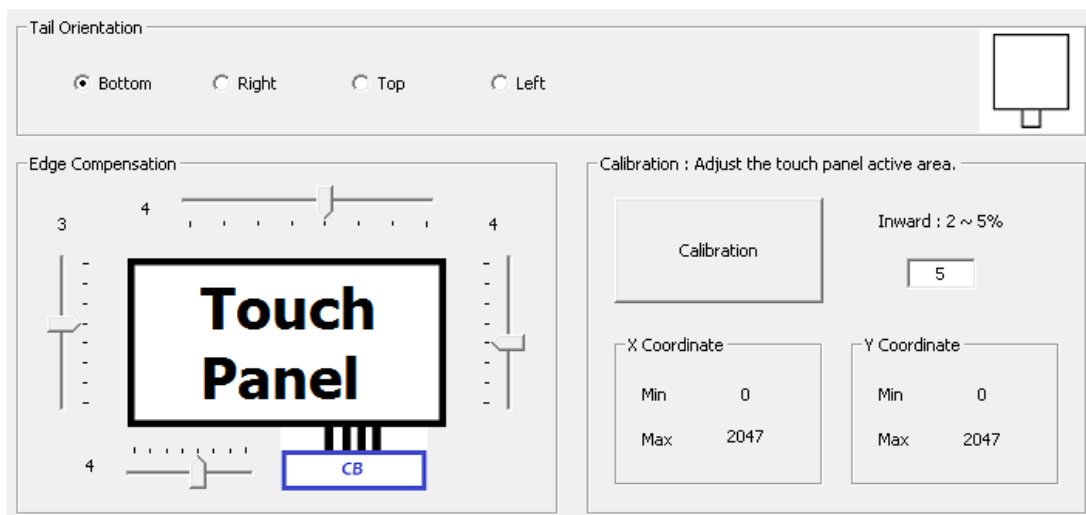 Tail Orientation
Bottom Right Top Left
Edge Compensation
4
3
4
Touch
Panel
4
CB
Calibration : Adjust the touch panel active area.
Calibration
Inward : 2 ~ 5%
5
X Coordinate
Min 0
Max 2047
Y Coordinate
Min 0
Max 2047